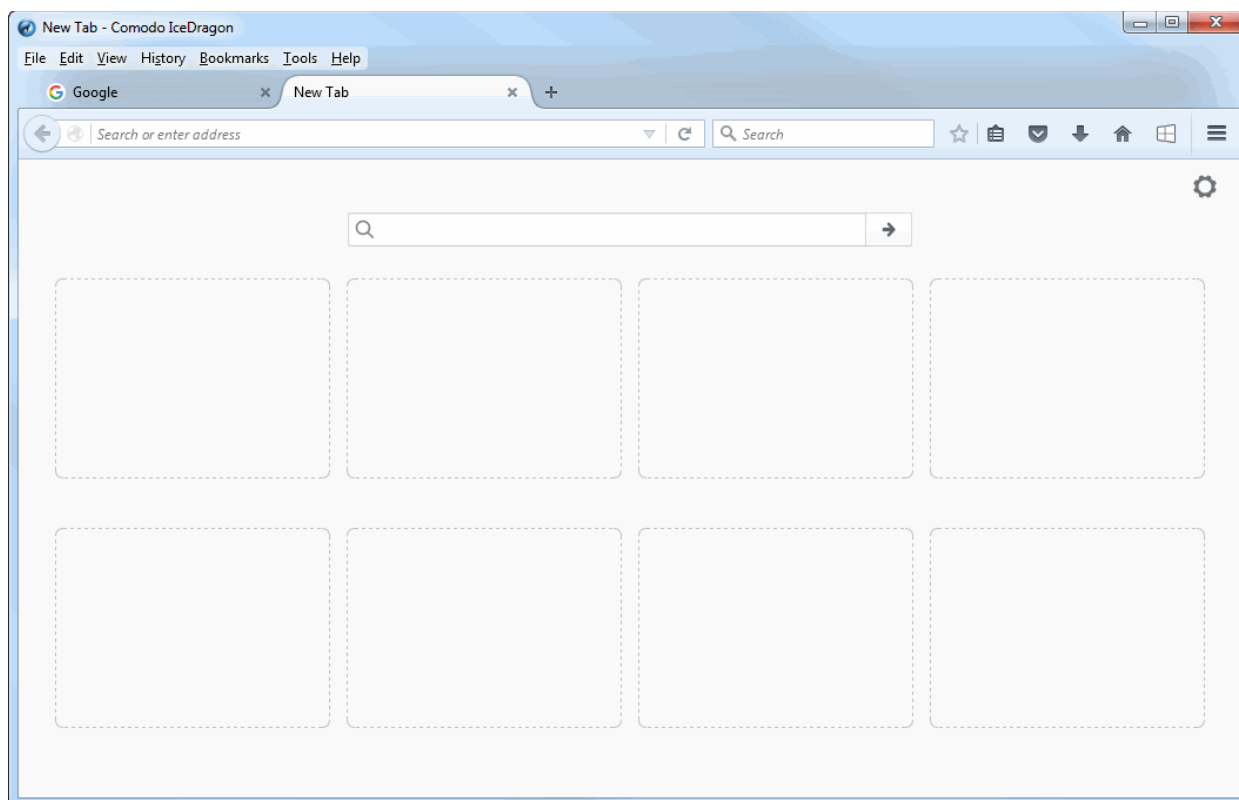 New Tab - Comodo IceDragon
File Edit View History Bookmarks Tools Help
Google New Tab
Search or enter address Search